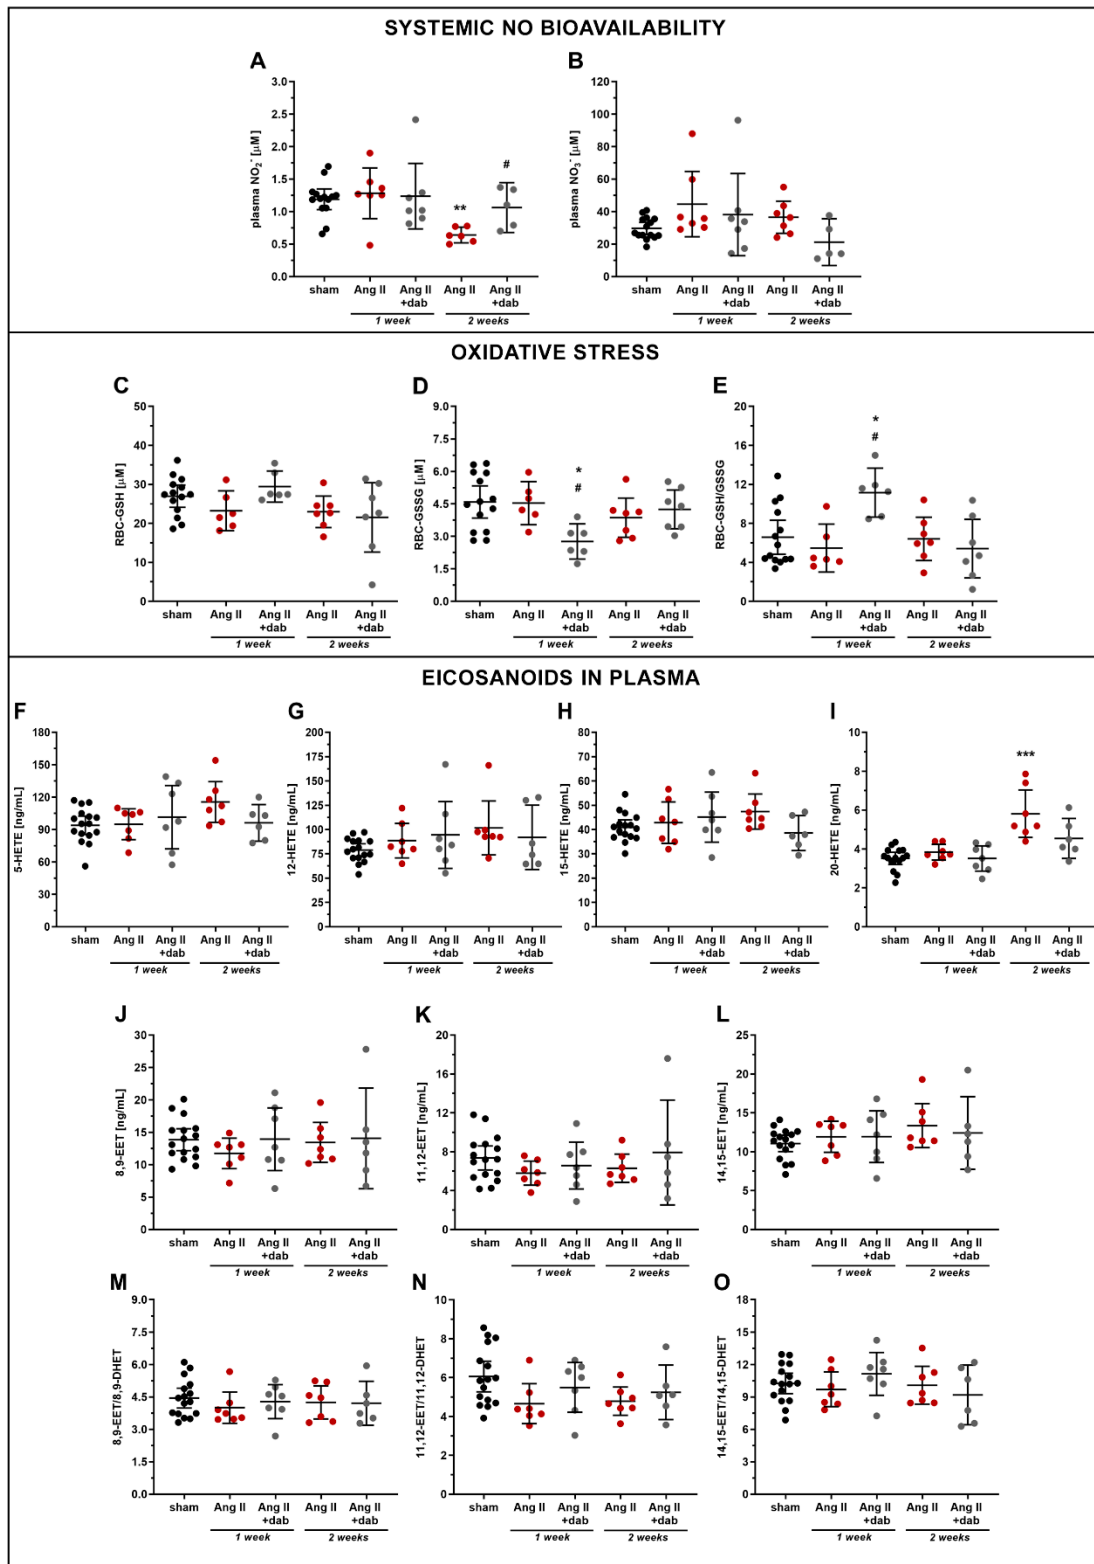 SYSTEMIC NO BIOAVAILABILITY
A
plasma NO₂⁻ [µM]
3.0
2.5
2.0
1.5
1.0
0.5
0.0
**
#
sham
Ang II
Ang II
+dab
Ang II
Ang II
+dab
1 week
2 weeks
B
plasma NO₃⁻ [µM]
120
100
80
60
40
20
0
sham
Ang II
Ang II
+dab
Ang II
Ang II
+dab
1 week
2 weeks
OXIDATIVE STRESS
C
RBC-GSH [µM]
50
40
30
20
10
0
sham
Ang II
Ang II
+dab
Ang II
Ang II
+dab
1 week
2 weeks
D
RBC-GSSG [µM]
9.0
7.5
6.0
4.5
3.0
1.5
0.0
*
#
sham
Ang II
Ang II
+dab
Ang II
Ang II
+dab
1 week
2 weeks
E
RBC-GSH/GSSG
20
16
12
8
4
0
*
#
sham
Ang II
Ang II
+dab
Ang II
Ang II
+dab
1 week
2 weeks
EICOSANOIDS IN PLASMA
F
5-HETE [ng/mL]
180
150
120
90
60
30
0
sham
Ang II
Ang II
+dab
Ang II
Ang II
+dab
1 week
2 weeks
G
12-HETE [ng/mL]
200
175
150
125
100
75
50
25
0
sham
Ang II
Ang II
+dab
Ang II
Ang II
+dab
1 week
2 weeks
H
15-HETE [ng/mL]
80
70
60
50
40
30
20
10
0
sham
Ang II
Ang II
+dab
Ang II
Ang II
+dab
1 week
2 weeks
I
20-HETE [ng/mL]
10
8
6
4
2
0
***
sham
Ang II
Ang II
+dab
Ang II
Ang II
+dab
1 week
2 weeks
J
8,9-EET [ng/mL]
30
25
20
15
10
5
0
sham
Ang II
Ang II
+dab
Ang II
Ang II
+dab
1 week
2 weeks
K
11,12-EET [ng/mL]
20
16
12
8
4
0
sham
Ang II
Ang II
+dab
Ang II
Ang II
+dab
1 week
2 weeks
L
14,15-EET [ng/mL]
25
20
15
10
5
0
sham
Ang II
Ang II
+dab
Ang II
Ang II
+dab
1 week
2 weeks
M
8,9-EET/8,9-DHET
9.0
7.5
6.0
4.5
3.0
1.5
0.0
sham
Ang II
Ang II
+dab
Ang II
Ang II
+dab
1 week
2 weeks
N
11,12-EET/11,12-DHET
10
8
6
4
2
0
sham
Ang II
Ang II
+dab
Ang II
Ang II
+dab
1 week
2 weeks
O
14,15-EET/14,15-DHET
18
15
12
9
6
3
0
sham
Ang II
Ang II
+dab
Ang II
Ang II
+dab
1 week
2 weeks